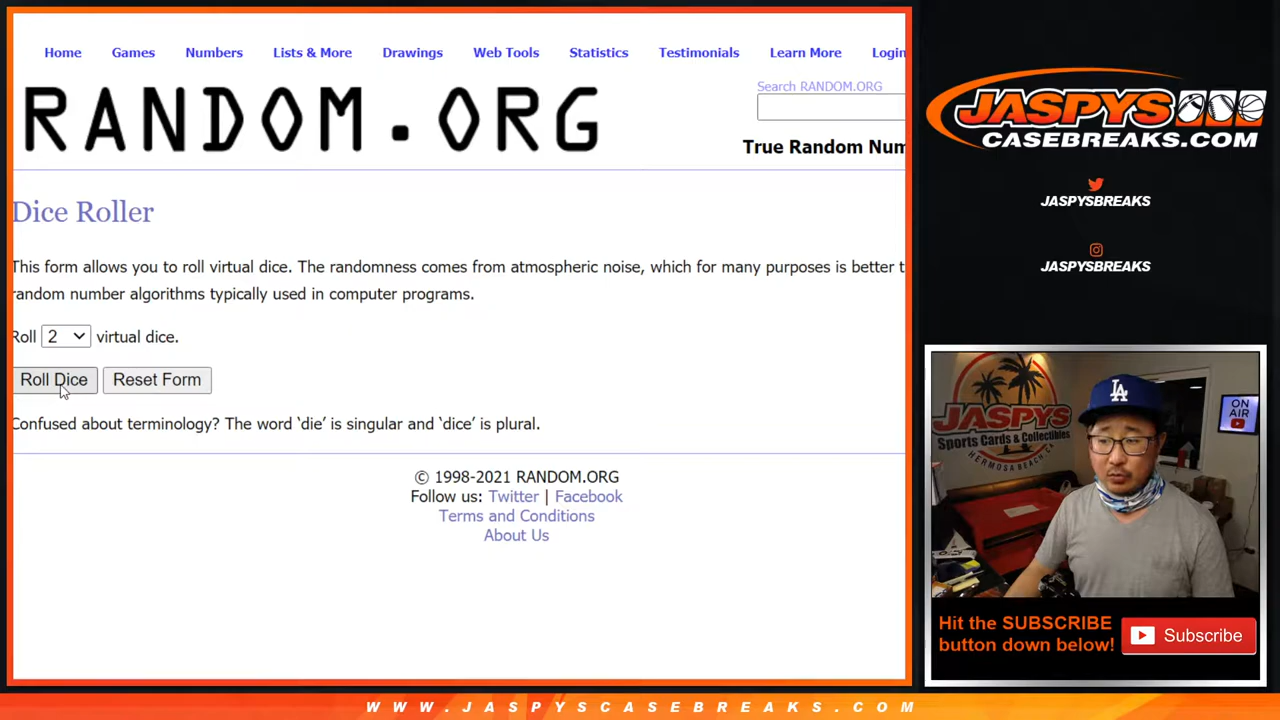 Home Games Numbers Lists & More Drawings Web Tools Statistics Testimonials Learn More Login
RANDOM.ORG
Search RANDOM.ORG
True Random Num
Dice Roller
This form allows you to roll virtual dice. The randomness comes from atmospheric noise, which for many purposes is better t
random number algorithms typically used in computer programs.
Roll 2 virtual dice.
Roll Dice Reset Form
Confused about terminology? The word ‘die’ is singular and ‘dice’ is plural.
© 1998-2021 RANDOM.ORG
Follow us: Twitter | Facebook
Terms and Conditions
About Us
JASPYS
CASEBREAKS.COM
JASPYSBREAKS
JASPYSBREAKS
JASPYS
Sports Cards & Collectibles
HERMOSA BEACH, CA
LA
ON
AIR
Hit the SUBSCRIBE
button down below!
Subscribe
WWW.JASPYSCASEBREAKS.COM